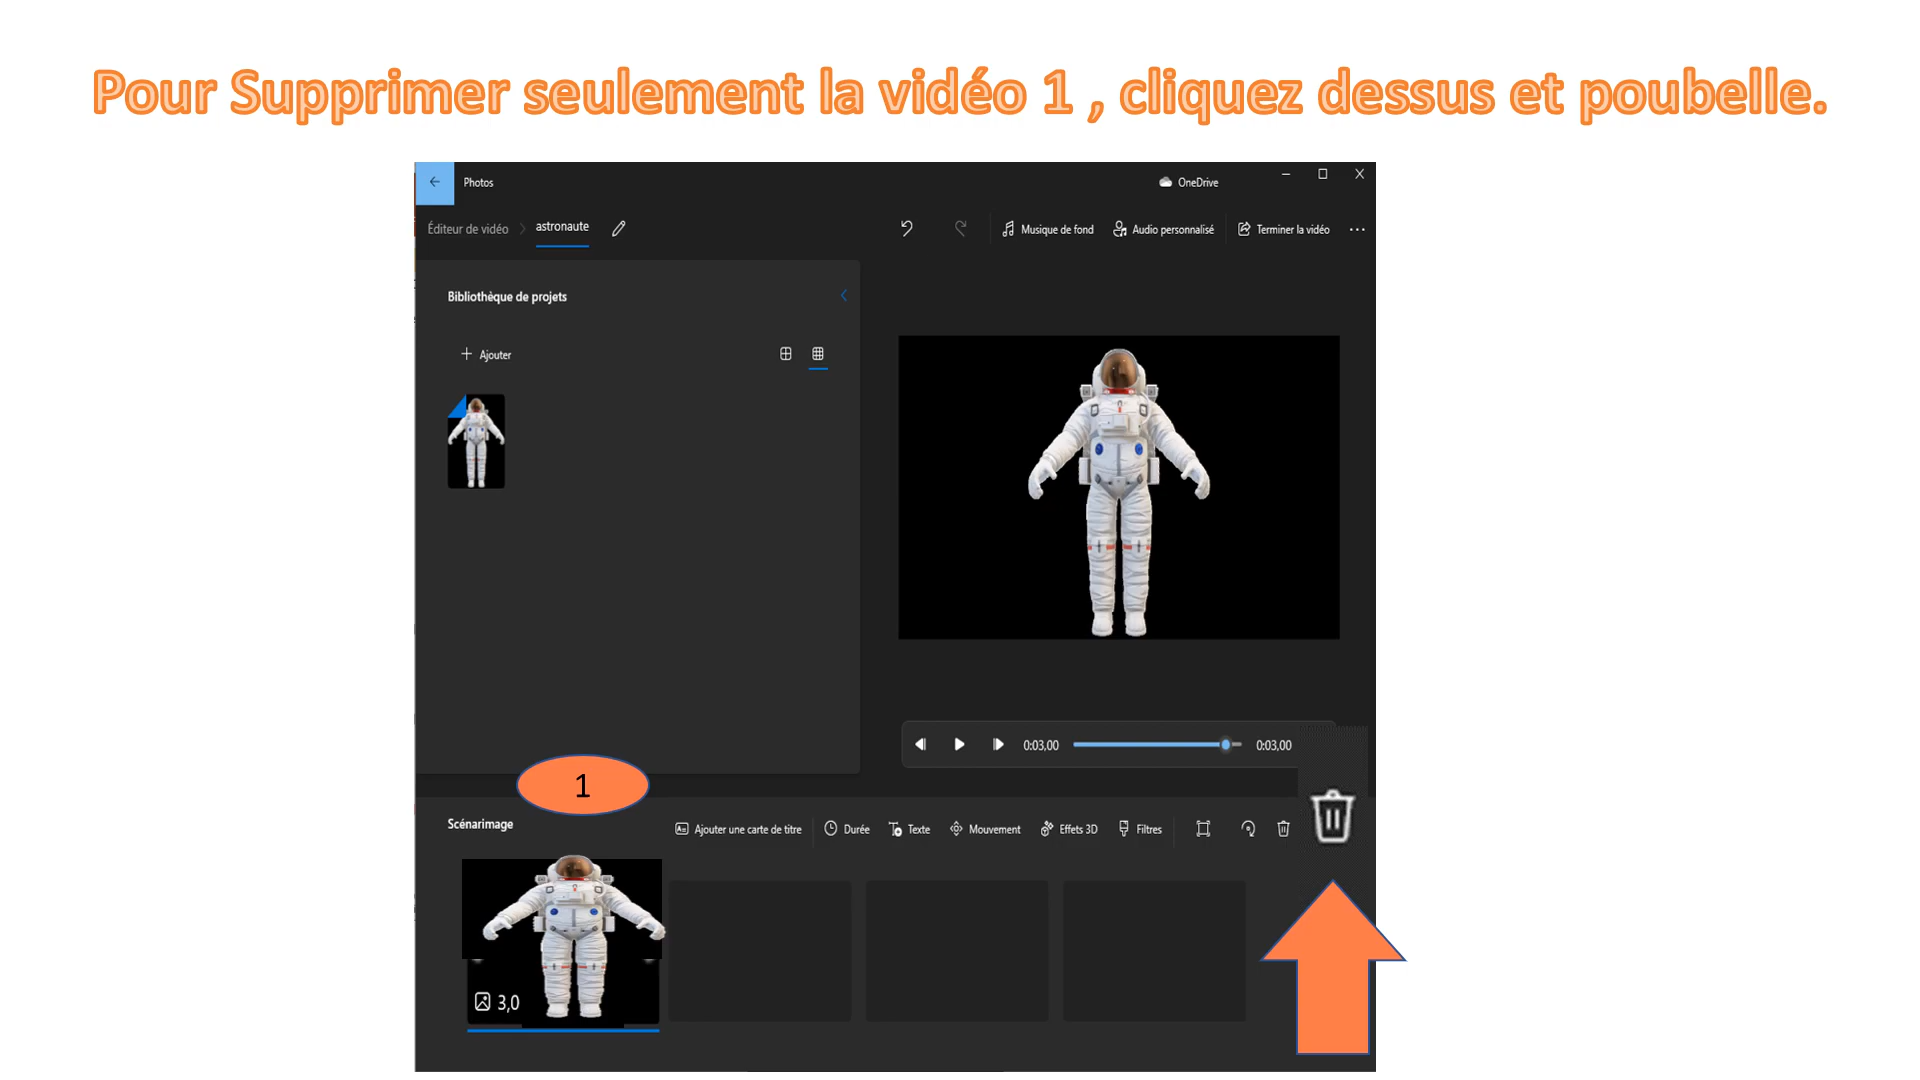 Pour Supprimer seulement la vidéo 1 , cliquez dessus et poubelle.
Photos
OneDrive
Éditeur de vidéo
astronaute
Musique de fond
Audio personnalisé
Terminer la vidéo
Bibliothèque de projets
Ajouter
0:03,00
0:03,00
1
Scénarimage
Ajouter une carte de titre
Durée
Texte
Mouvement
Effets 3D
Filtres
3,0